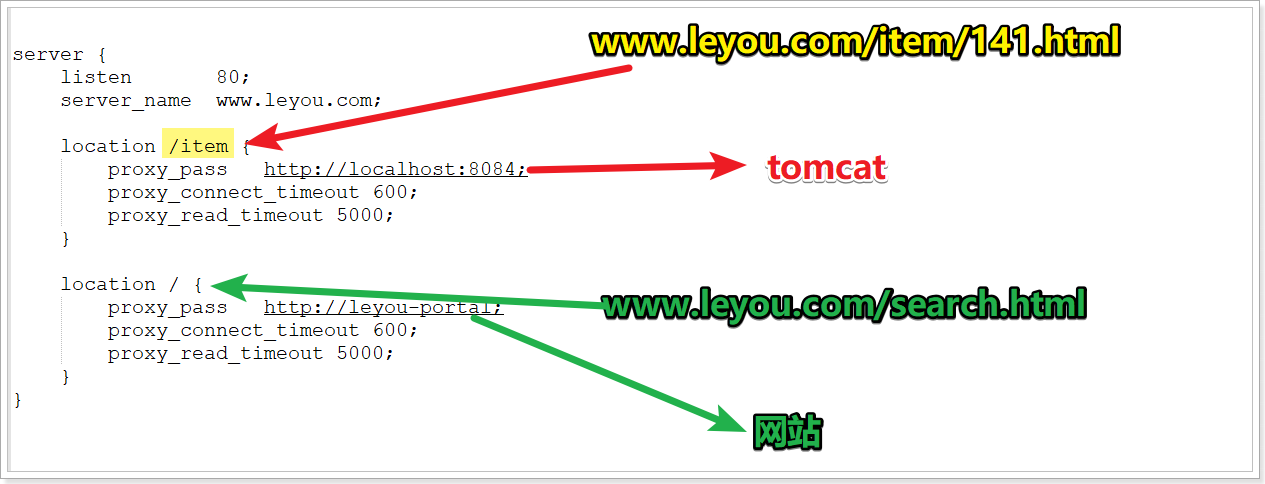 www.leyou.com/item/141.html
server {
    listen       80;
    server_name  www.leyou.com;
    location /item {
        proxy_pass   http://localhost:8084;
tomcat
        proxy_connect_timeout 600;
        proxy_read_timeout 5000;
    }
    location / {
        proxy_pass   http://leyou-portal;
www.leyou.com/search.html
        proxy_connect_timeout 600;
        proxy_read_timeout 5000;
    }
}
网站